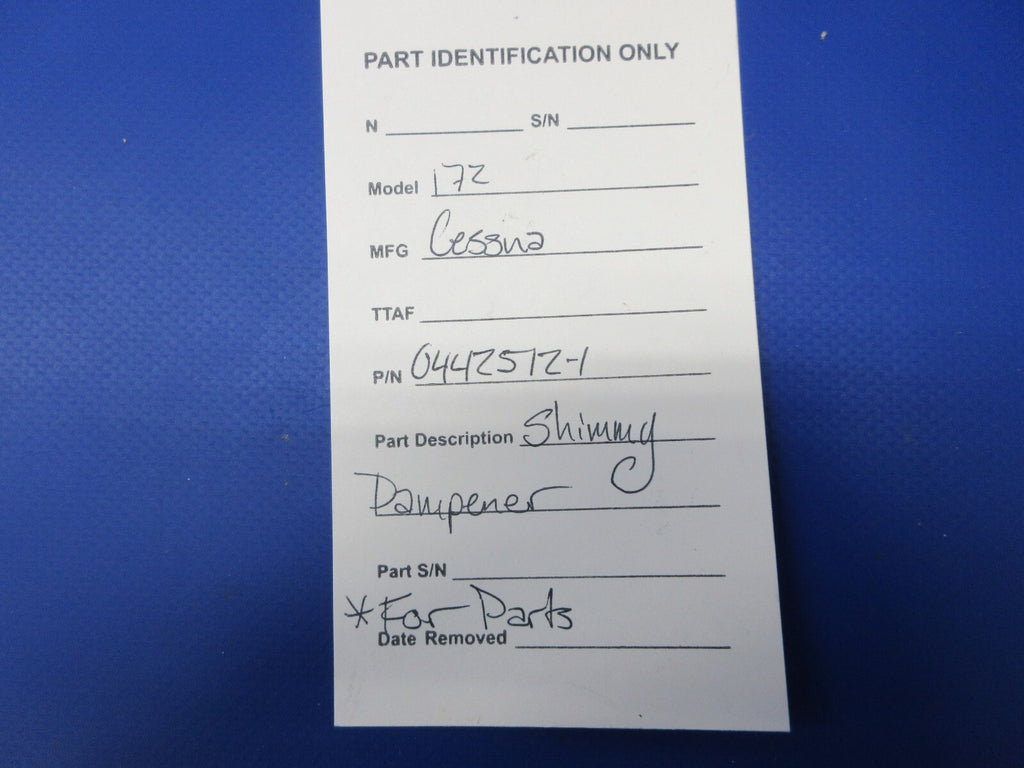 PART IDENTIFICATION ONLY
N S/N
Model 172
MFG Cessna
TTAF
P/N 0442512-1
Part Description Shimmy
Dampener
Part S/N
*For Parts
Date Removed